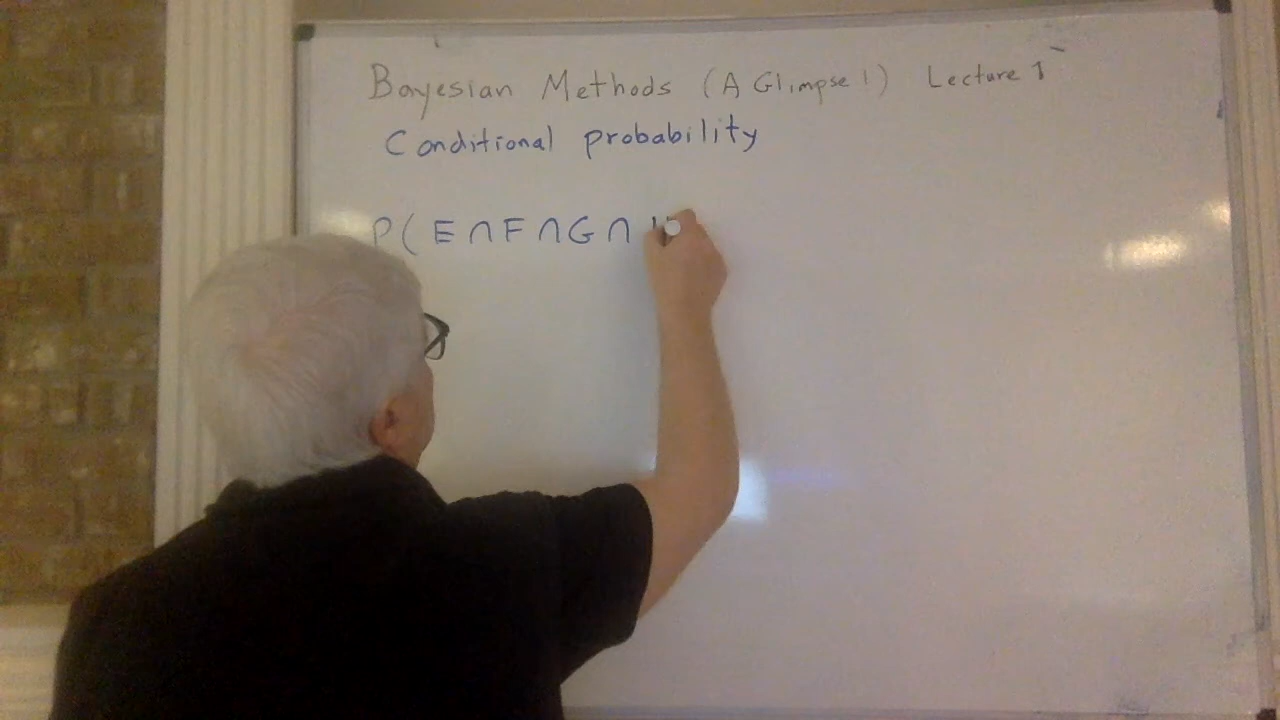 Bayesian Methods (A Glimpse!) Lecture 1
Conditional probability
P( E ∩ F ∩ G ∩